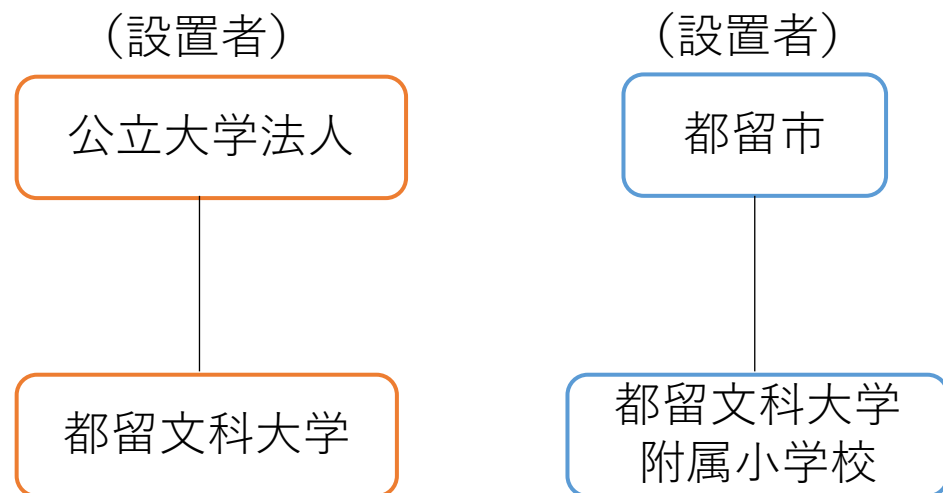 （設置者）
公立大学法人
都留文科大学
（設置者）
都留市
都留文科大学
附属小学校